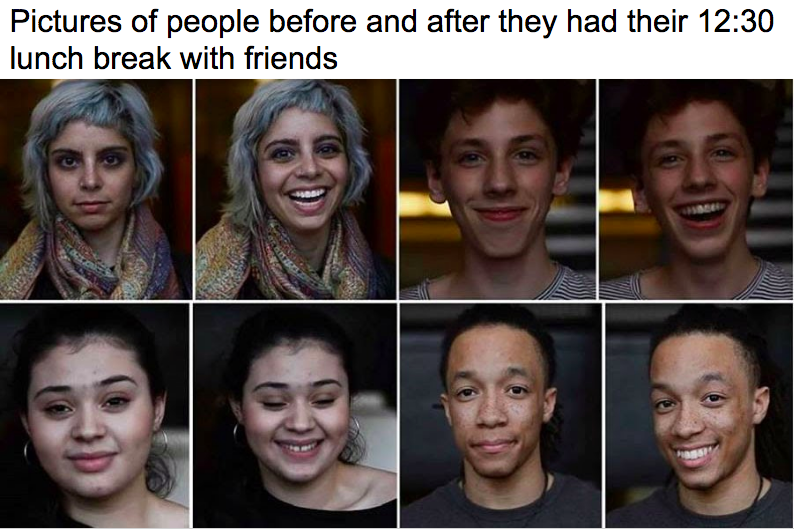 Pictures of people before and after they had their 12:30
lunch break with friends